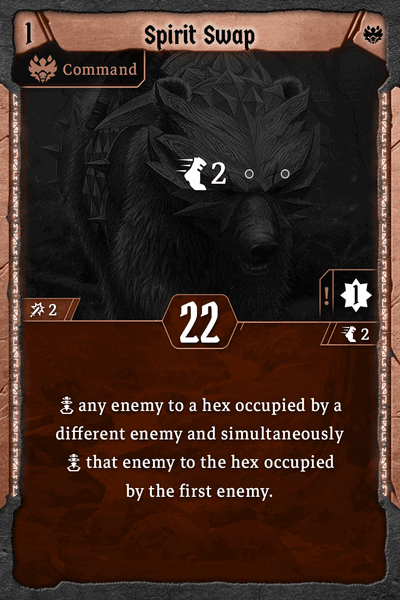 1
Spirit Swap
Command
2
! 1
2
22
2
any enemy to a hex occupied by a
different enemy and simultaneously
that enemy to the hex occupied
by the first enemy.